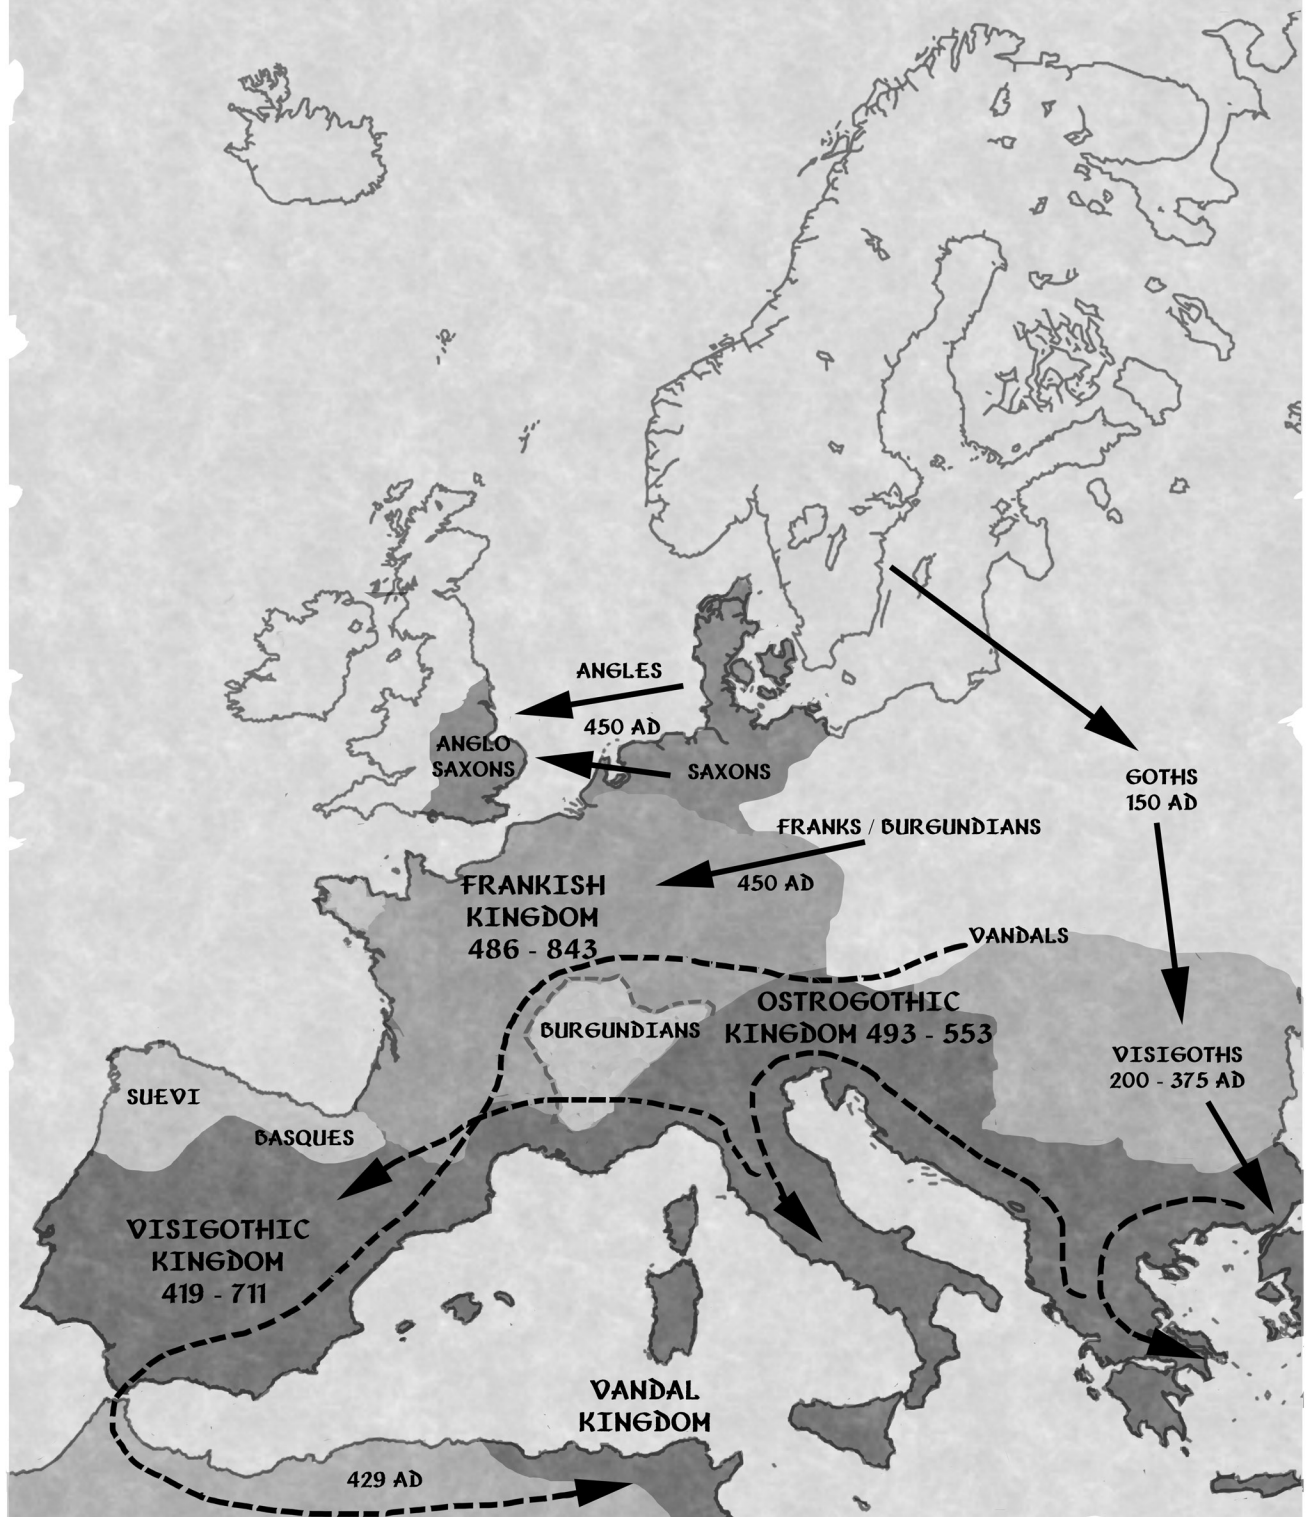 ANGLES
450 AD
ANGLO
SAXONS
SAXONS
GOTHS
150 AD
FRANKS / BURGUNDIANS
450 AD
FRANKISH
KINGDOM
486 - 843
VANDALS
OSTROGOTHIC
KINGDOM 493 - 553
BURGUNDIANS
VISIGOTHS
200 - 375 AD
SUEVI
BASQUES
VISIGOTHIC
KINGDOM
419 - 711
VANDAL
KINGDOM
429 AD